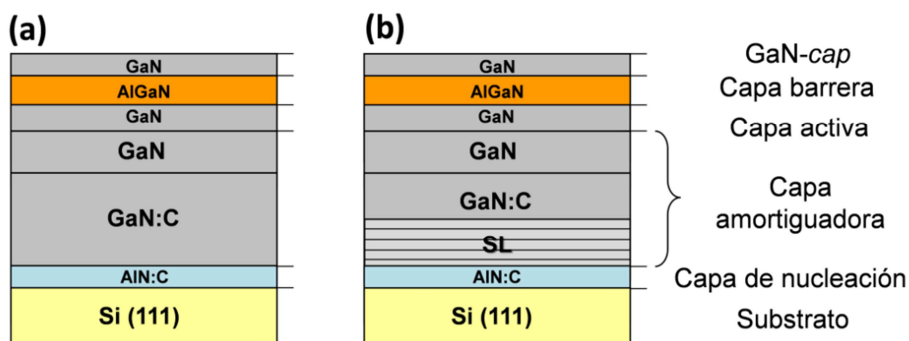 (a)
GaN
AlGaN
GaN
GaN
GaN:C
AlN:C
Si (111)
(b)
GaN
AlGaN
GaN
GaN
GaN:C
SL
AlN:C
Si (111)
GaN-cap
Capa barrera
Capa activa
Capa
amortiguadora
Capa de nucleación
Substrato